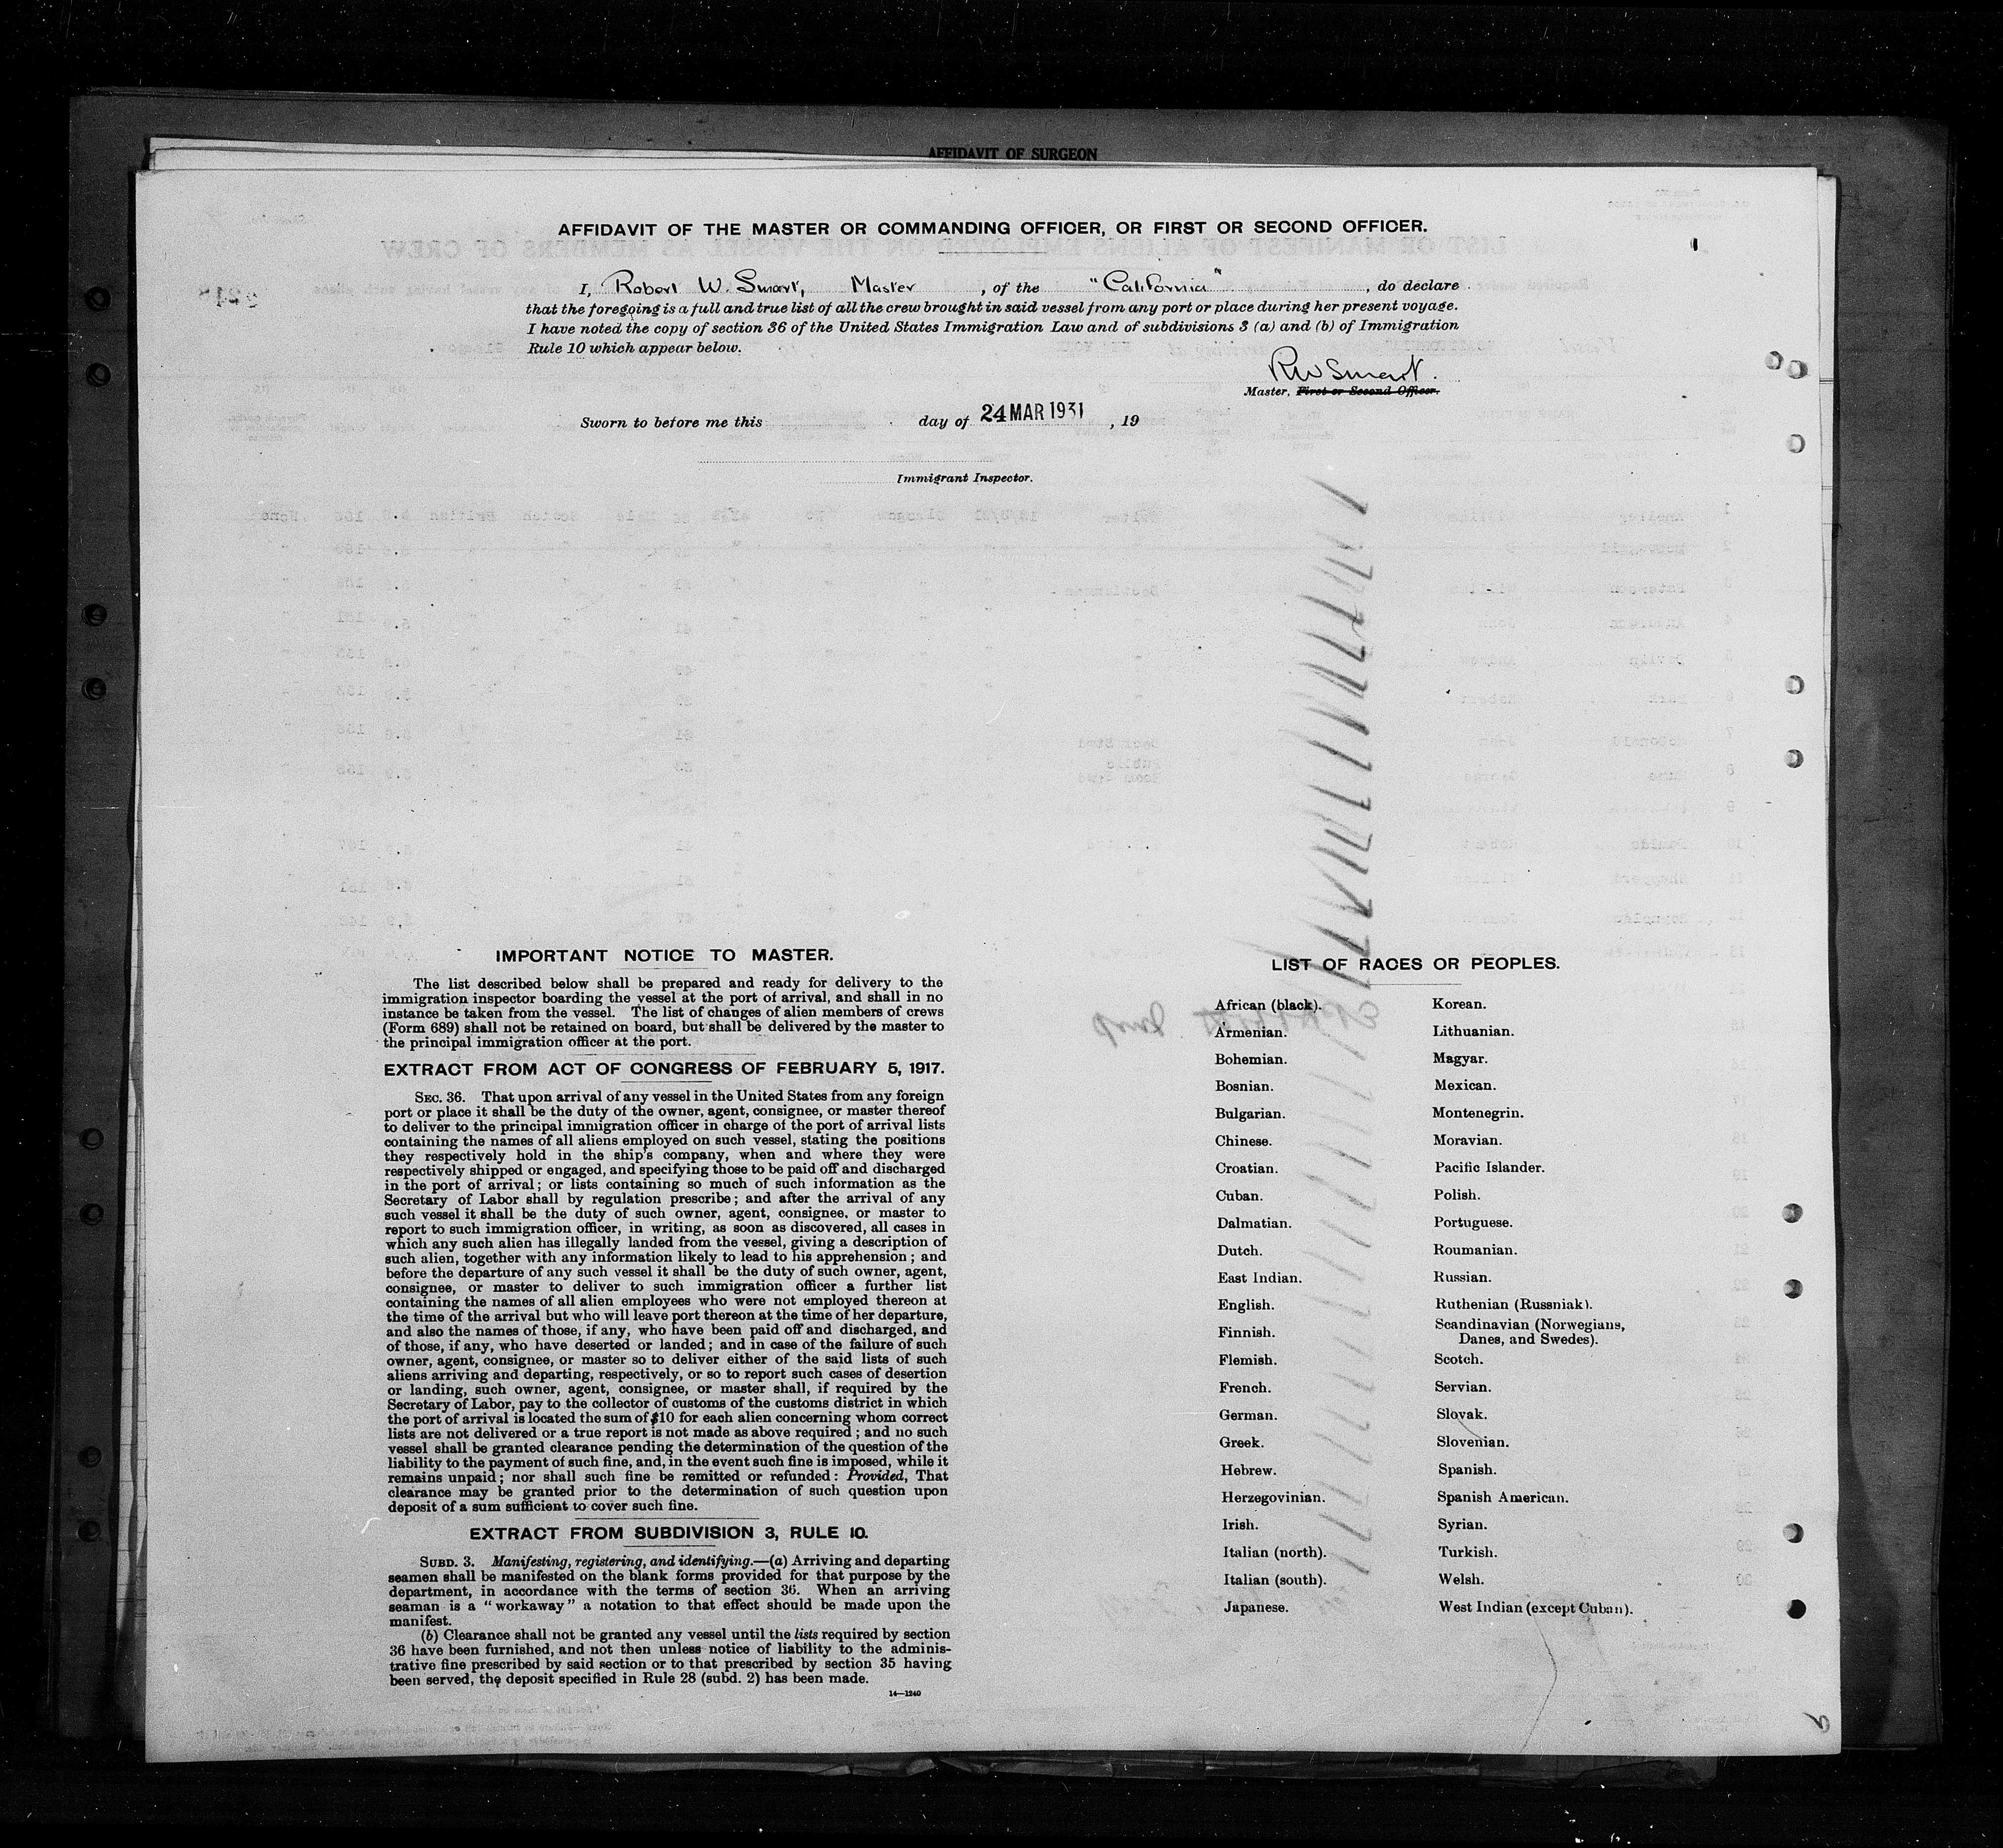 AFFIDAVIT OF SURGEON
AFFIDAVIT OF THE MASTER OR COMMANDING OFFICER, OR FIRST OR SECOND OFFICER.
I, Robert W. Smart, Master, of the "California", do declare
that the foregoing is a full and true list of all the crew brought in said vessel from any port or place during her present voyage.
I have noted the copy of section 36 of the United States Immigration Law and of subdivisions 3 (a) and (b) of Immigration
Rule 10 which appear below.
RW Smart.
Master, First or Second Officer.
Sworn to before me this day of 24 MAR 1931, 19
Immigrant Inspector.
IMPORTANT NOTICE TO MASTER.
The list described below shall be prepared and ready for delivery to the
immigration inspector boarding the vessel at the port of arrival, and shall in no
instance be taken from the vessel. The list of changes of alien members of crews
(Form 689) shall not be retained on board, but shall be delivered by the master to
the principal immigration officer at the port.
EXTRACT FROM ACT OF CONGRESS OF FEBRUARY 5, 1917.
SEC. 36. That upon arrival of any vessel in the United States from any foreign
port or place it shall be the duty of the owner, agent, consignee, or master thereof
to deliver to the principal immigration officer in charge of the port of arrival lists
containing the names of all aliens employed on such vessel, stating the positions
they respectively hold in the ship's company, when and where they were
respectively shipped or engaged, and specifying those to be paid off and discharged
in the port of arrival; or lists containing so much of such information as the
Secretary of Labor shall by regulation prescribe; and after the arrival of any
such vessel it shall be the duty of such owner, agent, consignee, or master to
report to such immigration officer, in writing, as soon as discovered, all cases in
which any such alien has illegally landed from the vessel, giving a description of
such alien, together with any information likely to lead to his apprehension; and
before the departure of any such vessel it shall be the duty of such owner, agent,
consignee, or master to deliver to such immigration officer a further list
containing the names of all alien employees who were not employed thereon at
the time of the arrival but who will leave port thereon at the time of her departure,
and also the names of those, if any, who have been paid off and discharged, and
of those, if any, who have deserted or landed; and in case of the failure of such
owner, agent, consignee, or master so to deliver either of the said lists of such
aliens arriving and departing, respectively, or so to report such cases of desertion
or landing, such owner, agent, consignee, or master shall, if required by the
Secretary of Labor, pay to the collector of customs of the customs district in which
the port of arrival is located the sum of $10 for each alien concerning whom correct
lists are not delivered or a true report is not made as above required; and no such
vessel shall be granted clearance pending the determination of the question of the
liability to the payment of such fine, and, in the event such fine is imposed, while it
remains unpaid; nor shall such fine be remitted or refunded: Provided, That
clearance may be granted prior to the determination of such question upon
deposit of a sum sufficient to cover such fine.
EXTRACT FROM SUBDIVISION 3, RULE 10.
SUBD. 3. Manifesting, registering, and identifying.—(a) Arriving and departing
seamen shall be manifested on the blank forms provided for that purpose by the
department, in accordance with the terms of section 36. When an arriving
seaman is a "workaway" a notation to that effect should be made upon the
manifest.
(b) Clearance shall not be granted any vessel until the lists required by section
36 have been furnished, and not then unless notice of liability to the adminis-
trative fine prescribed by said section or to that prescribed by section 35 having
been served, the deposit specified in Rule 28 (subd. 2) has been made.
14—1240
LIST OF RACES OR PEOPLES.
African (black).
Armenian.
Bohemian.
Bosnian.
Bulgarian.
Chinese.
Croatian.
Cuban.
Dalmatian.
Dutch.
East Indian.
English.
Finnish.
Flemish.
French.
German.
Greek.
Hebrew.
Herzegovinian.
Irish.
Italian (north).
Italian (south).
Japanese.
Korean.
Lithuanian.
Magyar.
Mexican.
Montenegrin.
Moravian.
Pacific Islander.
Polish.
Portuguese.
Roumanian.
Russian.
Ruthenian (Russniak).
Scandinavian (Norwegians,
Danes, and Swedes).
Scotch.
Servian.
Slovak.
Slovenian.
Spanish.
Spanish American.
Syrian.
Turkish.
Welsh.
West Indian (except Cuban).